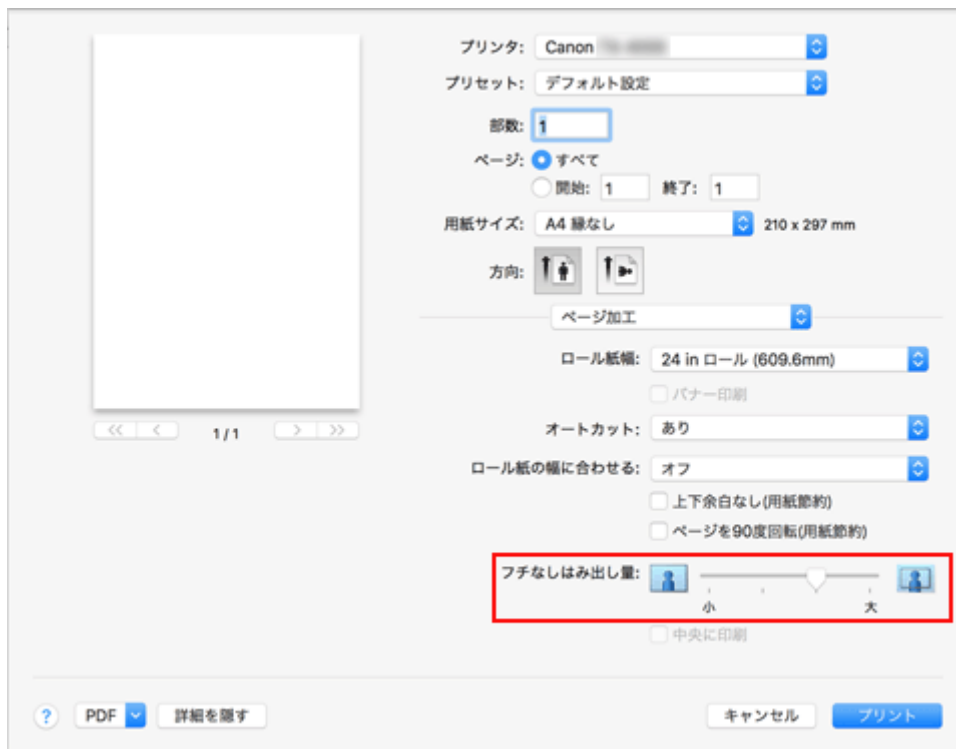 プリンタ: Canon
プリセット: デフォルト設定
部数: 1
ページ: すべて
開始: 1 終了: 1
用紙サイズ: A4 縁なし 210 x 297 mm
方向:
ページ加工
ロール紙幅: 24 in ロール (609.6mm)
バナー印刷
1 / 1
オートカット: あり
ロール紙の幅に合わせる: オフ
上下余白なし(用紙節約)
ページを90度回転(用紙節約)
フチなしはみ出し量:
小 大
中央に印刷
? PDF 詳細を隠す キャンセル プリント